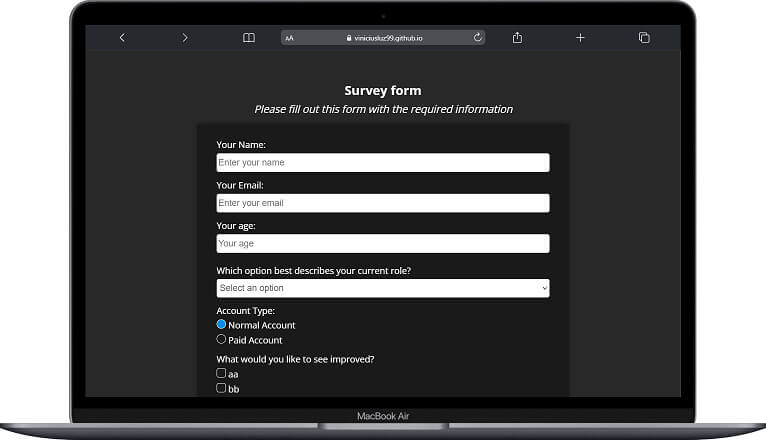 AA
viniciusluz99.github.io
Survey form
Please fill out this form with the required information
Your Name:
Enter your name
Your Email:
Enter your email
Your age:
Your age
Which option best describes your current role?
Select an option
Account Type:
Normal Account
Paid Account
What would you like to see improved?
aa
bb
MacBook Air